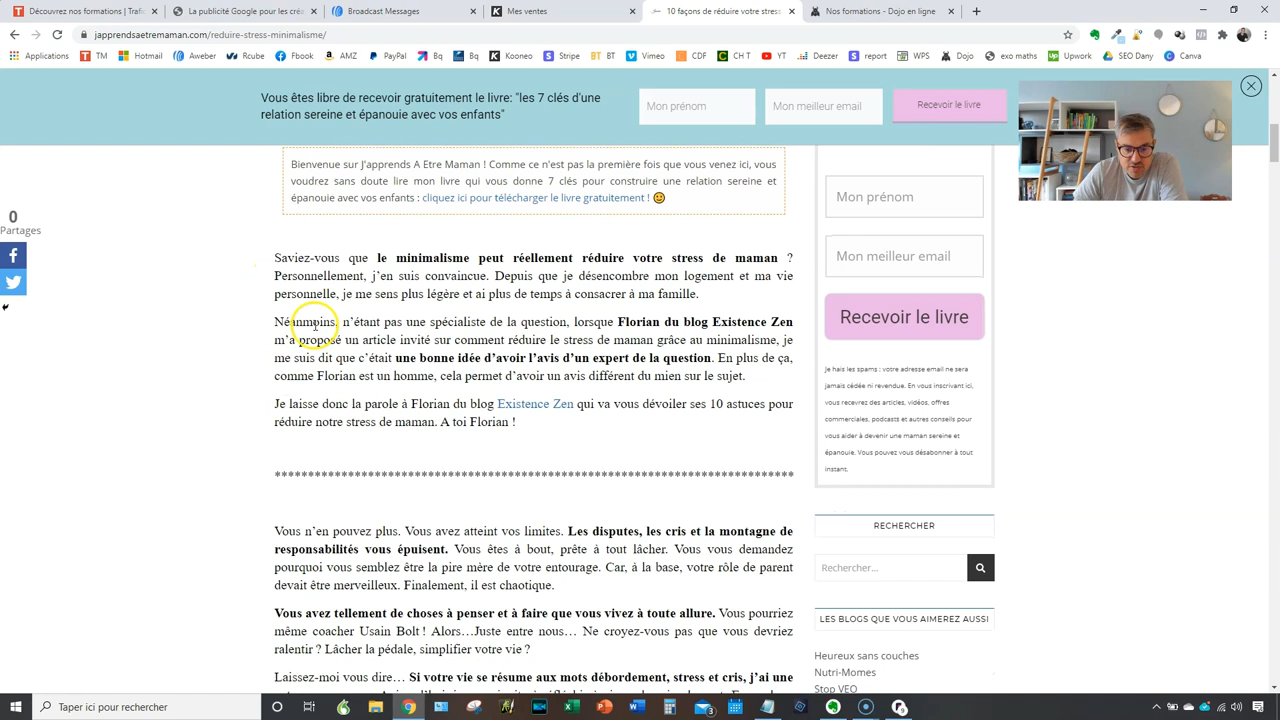 Découvrez nos formations | Trafi
La publicité Google pour les créa
Broadcast Messages
Mes ventes
10 façons de réduire votre stress
Nos formations - Dojo en ligne
japprendsaetremaman.com/reduire-stress-minimalisme/
Applications
TM
Hotmail
Aweber
Rcube
Ebook
AMZ
PayPal
Bq
Kooneo
Stripe
BT
Vimeo
CDF
CH T
YT
Deezer
report
WPS
Dojo
exo maths
Upwork
SEO Dany
Canva
Vous êtes libre de recevoir gratuitement le livre: "les 7 clés d'une
relation sereine et épanouie avec vos enfants"
Mon prénom
Mon meilleur email
Recevoir le livre
Bienvenue sur J'apprends A Etre Maman ! Comme ce n'est pas la première fois que vous venez ici, vous
voudrez sans doute lire mon livre qui vous donne 7 clés pour construire une relation sereine et
épanouie avec vos enfants : cliquez ici pour télécharger le livre gratuitement !
0
Partages
Saviez-vous que le minimalisme peut réellement réduire votre stress de maman ?
Personnellement, j'en suis convaincue. Depuis que je désencombre mon logement et ma vie
personnelle, je me sens plus légère et ai plus de temps à consacrer à ma famille.
Néanmoins, n'étant pas une spécialiste de la question, lorsque Florian du blog Existence Zen
m'a proposé un article invité sur comment réduire le stress de maman grâce au minimalisme, je
me suis dit que c'était une bonne idée d'avoir l'avis d'un expert de la question. En plus de ça,
comme Florian est un homme, cela permet d'avoir un avis différent du mien sur le sujet.
Je laisse donc la parole à Florian du blog Existence Zen qui va vous dévoiler ses 10 astuces pour
réduire notre stress de maman. A toi Florian !
******************************************************************************
Vous n'en pouvez plus. Vous avez atteint vos limites. Les disputes, les cris et la montagne de
responsabilités vous épuisent. Vous êtes à bout, prête à tout lâcher. Vous vous demandez
pourquoi vous semblez être la pire mère de votre entourage. Car, à la base, votre rôle de parent
devait être merveilleux. Finalement, il est chaotique.
Vous avez tellement de choses à penser et à faire que vous vivez à toute allure. Vous pourriez
même coacher Usain Bolt ! Alors…Juste entre nous… Ne croyez-vous pas que vous devriez
ralentir ? Lâcher la pédale, simplifier votre vie ?
Laissez-moi vous dire… Si votre vie se résume aux mots débordement, stress et cris, j'ai une
Mon prénom
Mon meilleur email
Recevoir le livre
Je hais les spams : votre adresse email ne sera
jamais cédée ni revendue. En vous inscrivant ici,
vous recevrez des articles, vidéos, offres
commerciales, podcasts et autres conseils pour
vous aider à devenir une maman sereine et
épanouie. Vous pouvez vous désabonner à tout
instant.
RECHERCHER
Rechercher...
LES BLOGS QUE VOUS AIMEREZ AUSSI
Heureux sans couches
Nutri-Momes
Stop VEO
Taper ici pour rechercher